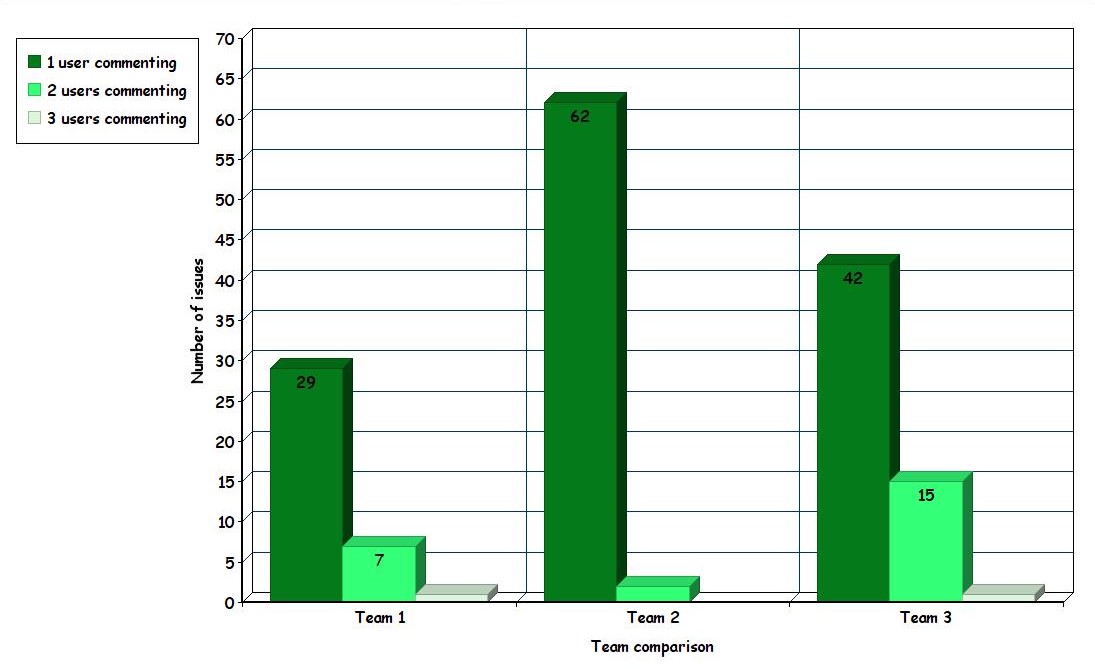 1 user commenting
2 users commenting
3 users commenting
Number of issues
70
65
60
55
50
45
40
35
30
25
20
15
10
5
0
29
7
62
42
15
Team 1
Team 2
Team 3
Team comparison